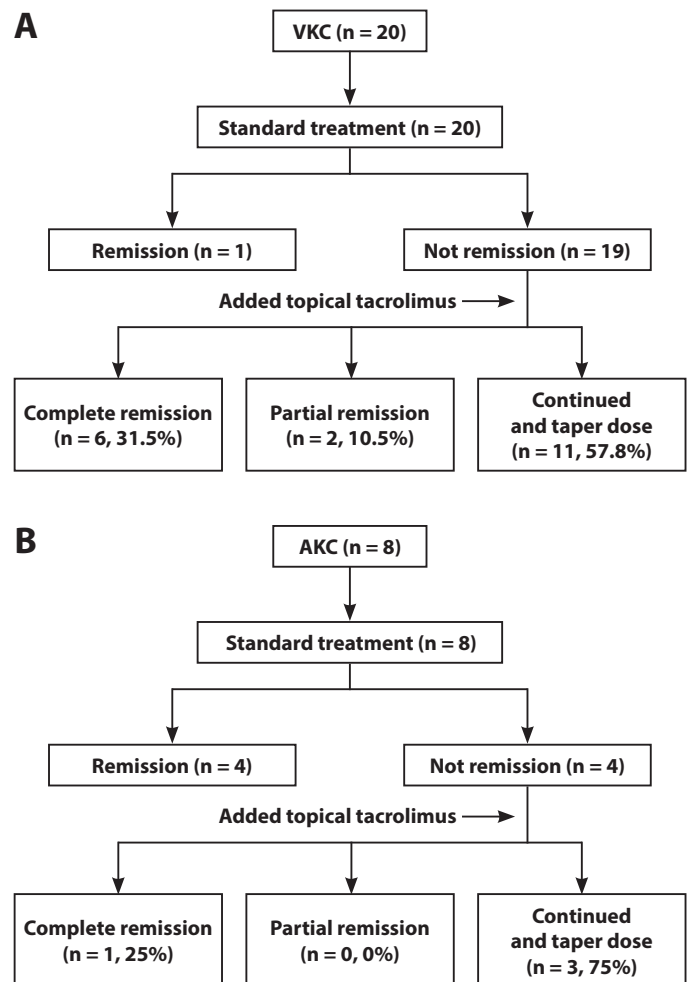 A
VKC (n = 20)
Standard treatment (n = 20)
Remission (n = 1)
Not remission (n = 19)
Added topical tacrolimus
Complete remission
(n = 6, 31.5%)
Partial remission
(n = 2, 10.5%)
Continued
and taper dose
(n = 11, 57.8%)
B
AKC (n = 8)
Standard treatment (n = 8)
Remission (n = 4)
Not remission (n = 4)
Added topical tacrolimus
Complete remission
(n = 1, 25%)
Partial remission
(n = 0, 0%)
Continued
and taper dose
(n = 3, 75%)